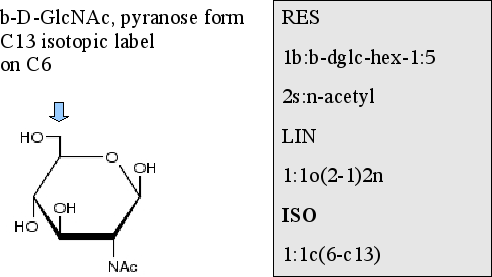 b-D-GlcNAc, pyranose form
C13 isotopic label
on C6
HO
O
OH
OH
HO
NAc
RES
1b:b-dglc-hex-1:5
2s:n-acetyl
LIN
1:1o(2-1)2n
ISO
1:1c(6-c13)